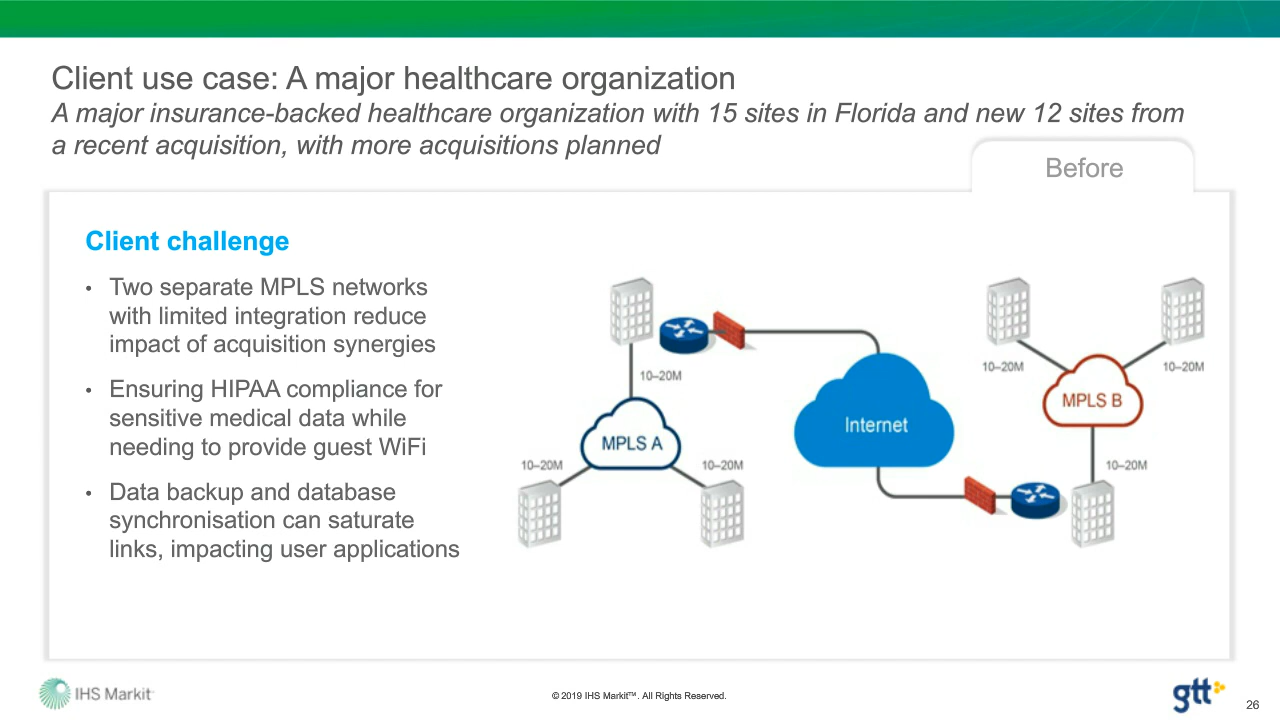 Client use case: A major healthcare organization
A major insurance-backed healthcare organization with 15 sites in Florida and new 12 sites from
a recent acquisition, with more acquisitions planned
Before
Client challenge
• Two separate MPLS networks
with limited integration reduce
impact of acquisition synergies
• Ensuring HIPAA compliance for
sensitive medical data while
needing to provide guest WiFi
• Data backup and database
synchronisation can saturate
links, impacting user applications
10–20M
MPLS A
10–20M
10–20M
Internet
10–20M
10–20M
MPLS B
10–20M
IHS Markit™
© 2019 IHS Markit™. All Rights Reserved.
gtt
26